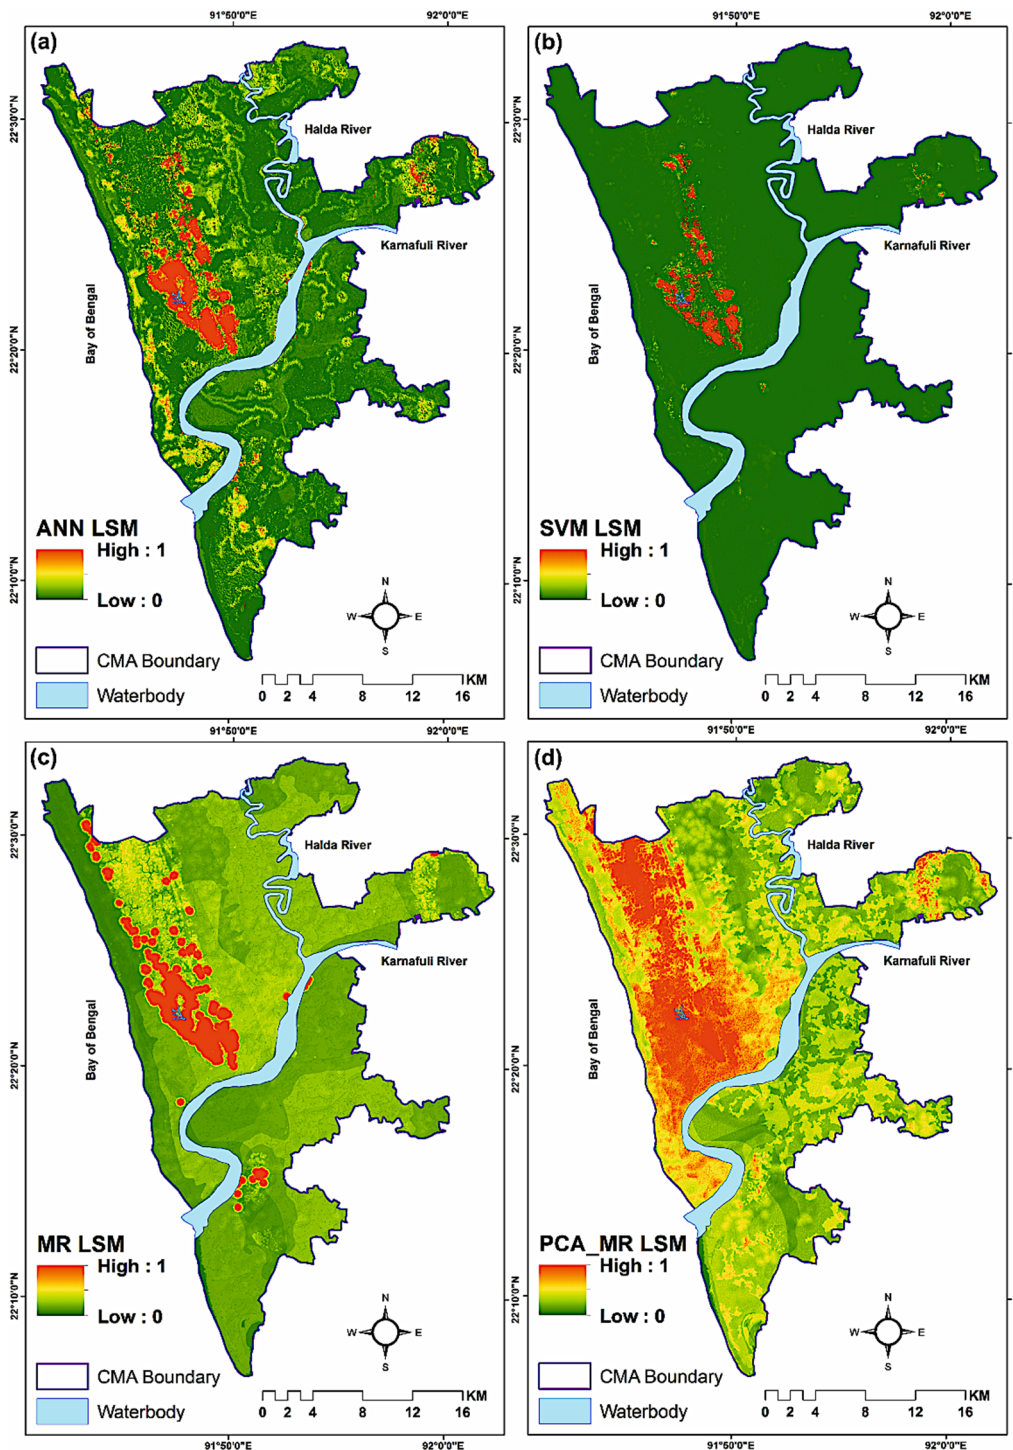 91°50'0"E 92°0'0"E
91°50'0"E 92°0'0"E
(a)
22°30'0"N
22°20'0"N
22°10'0"N
Halda River
Karnafuli River
Bay of Bengal
ANN LSM
High : 1
Low : 0
N
W E
S
CMA Boundary
Waterbody
KM
0 2 4 8 12 16
(b)
22°30'0"N
22°20'0"N
22°10'0"N
Halda River
Karnafuli River
Bay of Bengal
SVM LSM
High : 1
Low : 0
N
W E
S
CMA Boundary
Waterbody
KM
0 2 4 8 12 16
91°50'0"E 92°0'0"E
91°50'0"E 92°0'0"E
(c)
22°30'0"N
22°20'0"N
22°10'0"N
Halda River
Karnafuli River
Bay of Bengal
MR LSM
High : 1
Low : 0
N
W E
S
CMA Boundary
Waterbody
KM
0 2 4 8 12 16
91°50'0"E 92°0'0"E
(d)
22°30'0"N
22°20'0"N
22°10'0"N
Halda River
Karnafuli River
Bay of Bengal
PCA_MR LSM
High : 1
Low : 0
N
W E
S
CMA Boundary
Waterbody
KM
0 2 4 8 12 16
91°50'0"E 92°0'0"E